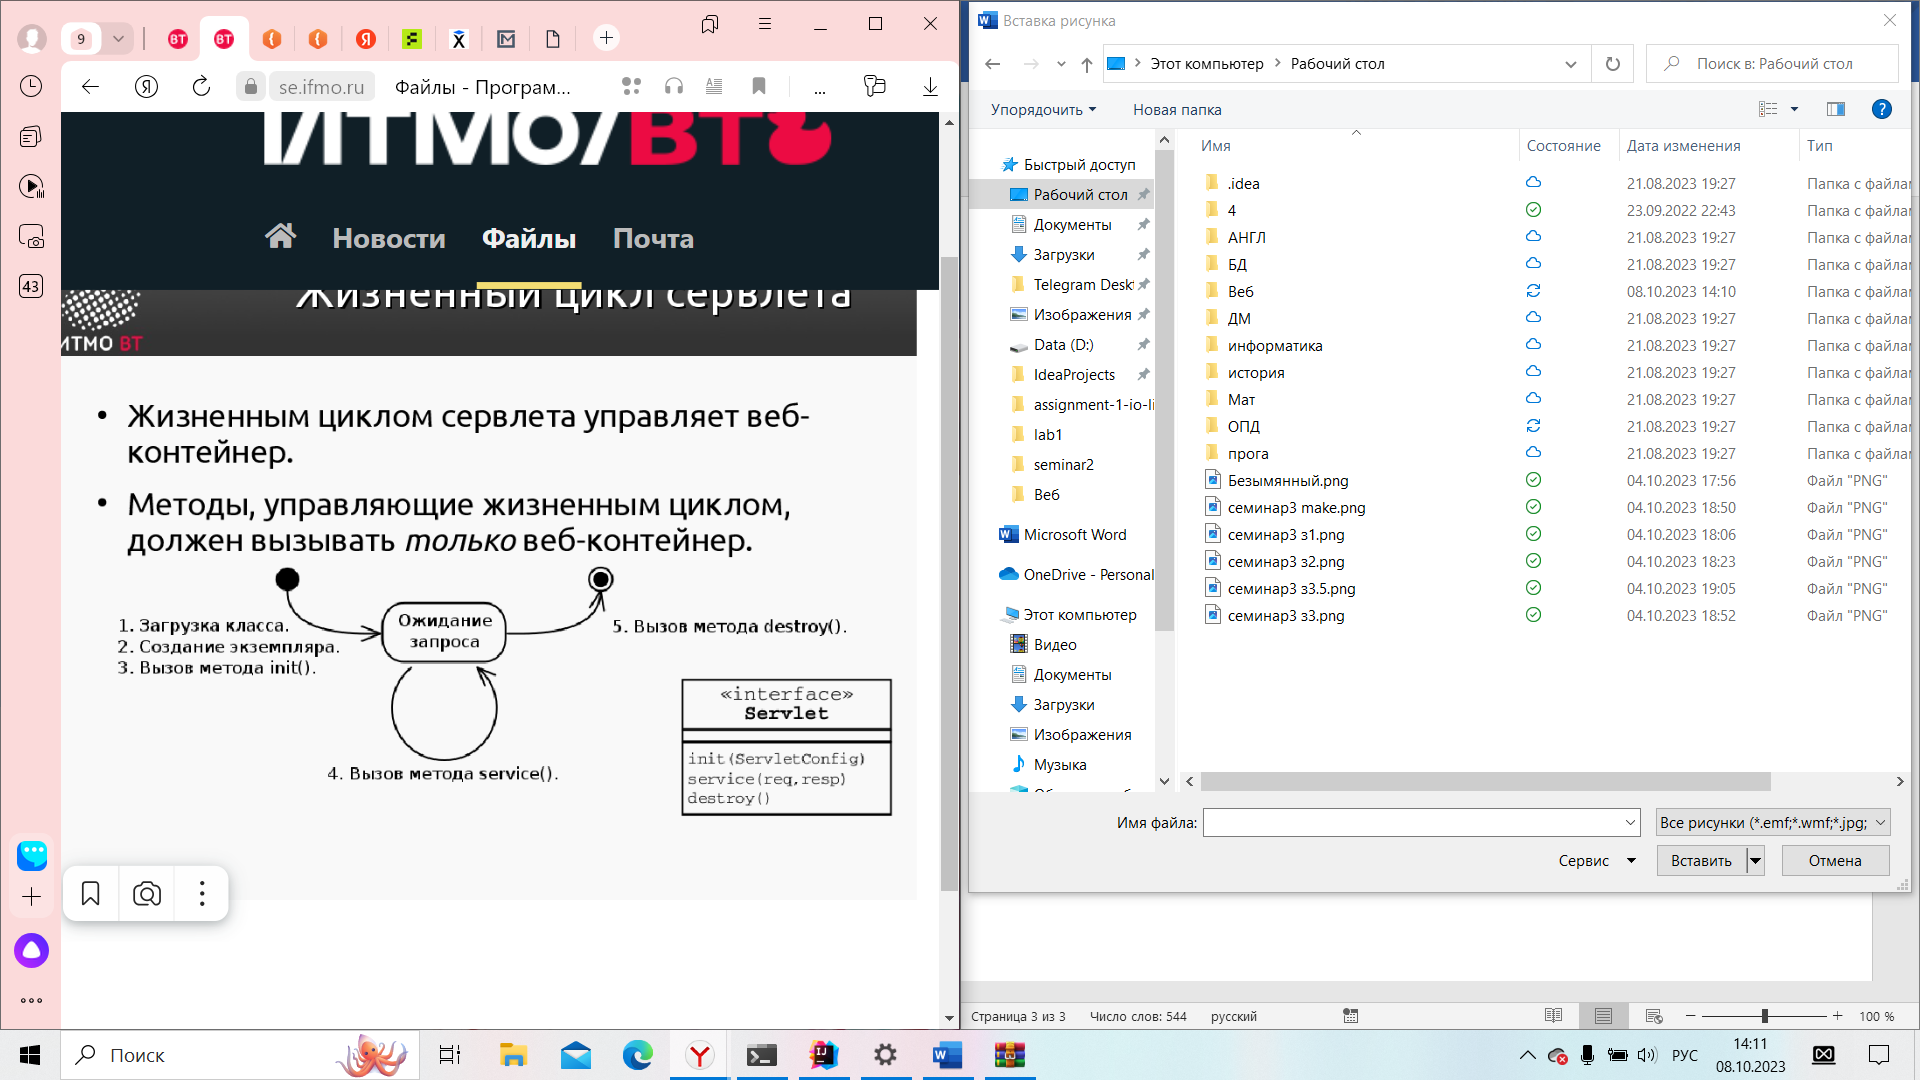 9
ВТ
ВТ
se.ifmo.ru
Файлы - Програм...
43
ИТМО/ВТ
Новости
Файлы
Почта
Жизненный цикл сервлета
ИТМО ВТ
• Жизненным циклом сервлета управляет веб-
контейнер.
• Методы, управляющие жизненным циклом,
должен вызывать только веб-контейнер.
1. Загрузка класса.
2. Создание экземпляра.
3. Вызов метода init().
Ожидание
запроса
5. Вызов метода destroy().
4. Вызов метода service().
«interface»
Servlet
init(ServletConfig)
service(req,resp)
destroy()
Вставка рисунка
Этот компьютер > Рабочий стол
Поиск в: Рабочий стол
Упорядочить
Новая папка
Быстрый доступ
Рабочий стол
Документы
Загрузки
Telegram Deskt
Изображения
Data (D:)
IdeaProjects
assignment-1-io-li
lab1
seminar2
Веб
Microsoft Word
OneDrive - Personal
Этот компьютер
Видео
Документы
Загрузки
Изображения
Музыка
Имя Состояние Дата изменения Тип
.idea 21.08.2023 19:27 Папка с файлам
4 23.09.2022 22:43 Папка с файлам
АНГЛ 21.08.2023 19:27 Папка с файлам
БД 21.08.2023 19:27 Папка с файлам
Веб 08.10.2023 14:10 Папка с файлам
ДМ 21.08.2023 19:27 Папка с файлам
информатика 21.08.2023 19:27 Папка с файлам
история 21.08.2023 19:27 Папка с файлам
Мат 21.08.2023 19:27 Папка с файлам
ОПД 21.08.2023 19:27 Папка с файлам
прога 21.08.2023 19:27 Папка с файлам
Безымянный.png 04.10.2023 17:56 Файл "PNG"
семинар3 make.png 04.10.2023 18:50 Файл "PNG"
семинар3 з1.png 04.10.2023 18:06 Файл "PNG"
семинар3 з2.png 04.10.2023 18:23 Файл "PNG"
семинар3 з3.5.png 04.10.2023 19:05 Файл "PNG"
семинар3 з3.png 04.10.2023 18:52 Файл "PNG"
Имя файла:
Все рисунки (*.emf;*.wmf;*.jpg;
Сервис
Вставить
Отмена
Страница 3 из 3
Число слов: 544
русский
100 %
Поиск
РУС
14:11
08.10.2023